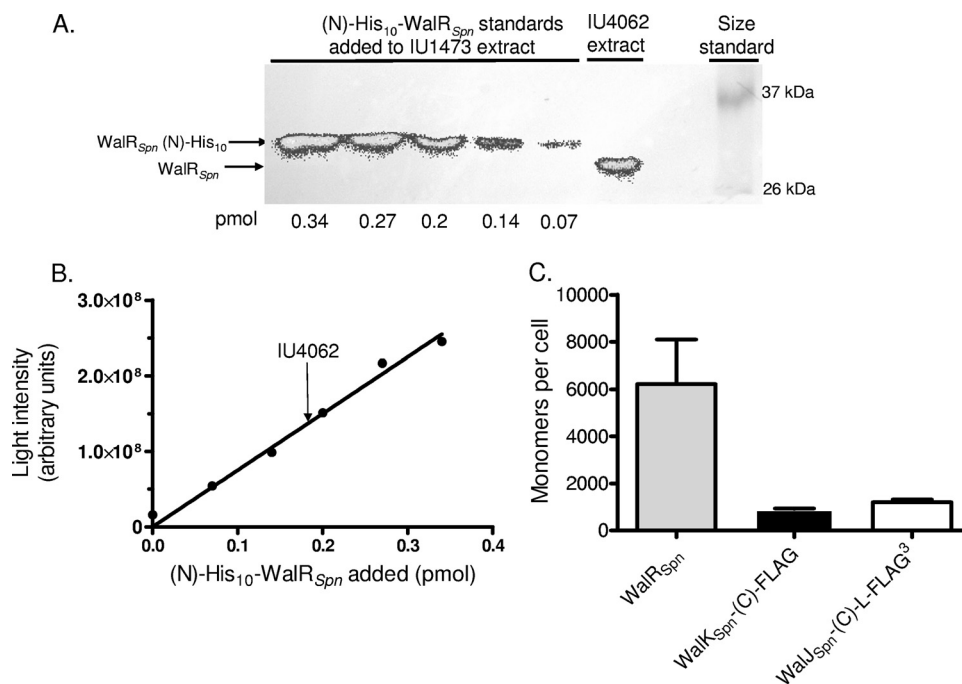 A.
(N)-His10-WalRSpn standards
added to IU1473 extract
IU4062
extract
Size
standard
37 kDa
WalRSpn (N)-His10
WalRSpn
26 kDa
pmol 0.34 0.27 0.2 0.14 0.07
B.
3.0×10⁸
2.0×10⁸
1.0×10⁸
0
Light intensity
(arbitrary units)
IU4062
0.0 0.1 0.2 0.3 0.4
(N)-His10-WalRSpn added (pmol)
C.
10000
8000
6000
4000
2000
0
Monomers per cell
WalRSpn
WalKSpn-(C)-FLAG
WalJSpn-(C)-L-FLAG³